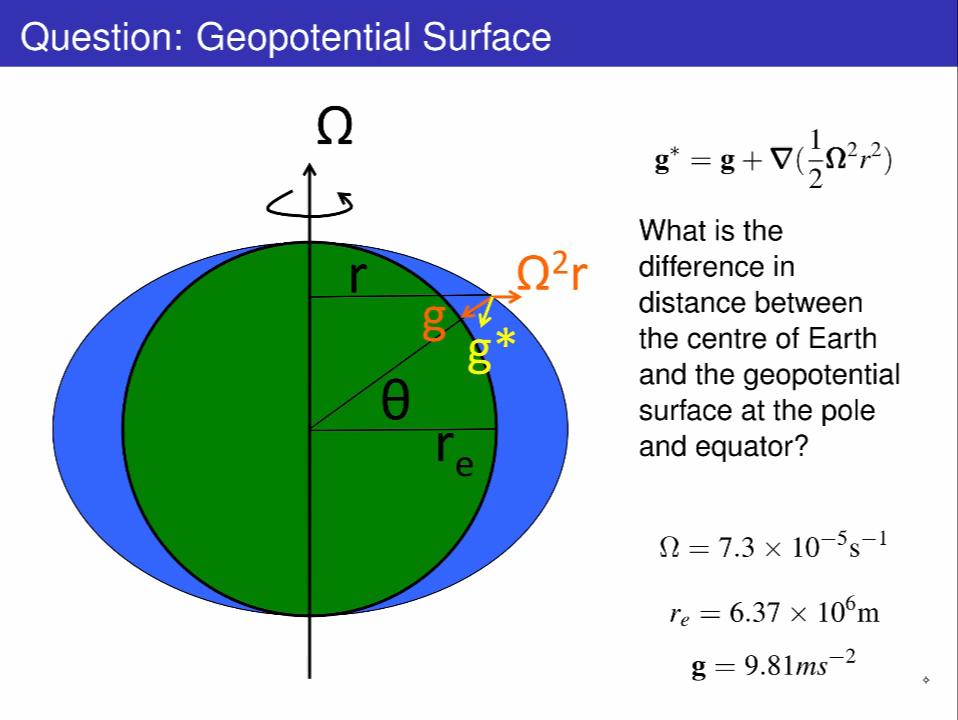 Question: Geopotential Surface
Ω
r
Ω²r
g
g*
θ
rₑ
g* = g + ∇(½Ω²r²)
What is the
difference in
distance between
the centre of Earth
and the geopotential
surface at the pole
and equator?
Ω = 7.3 × 10⁻⁵s⁻¹
rₑ = 6.37 × 10⁶m
g = 9.81ms⁻²